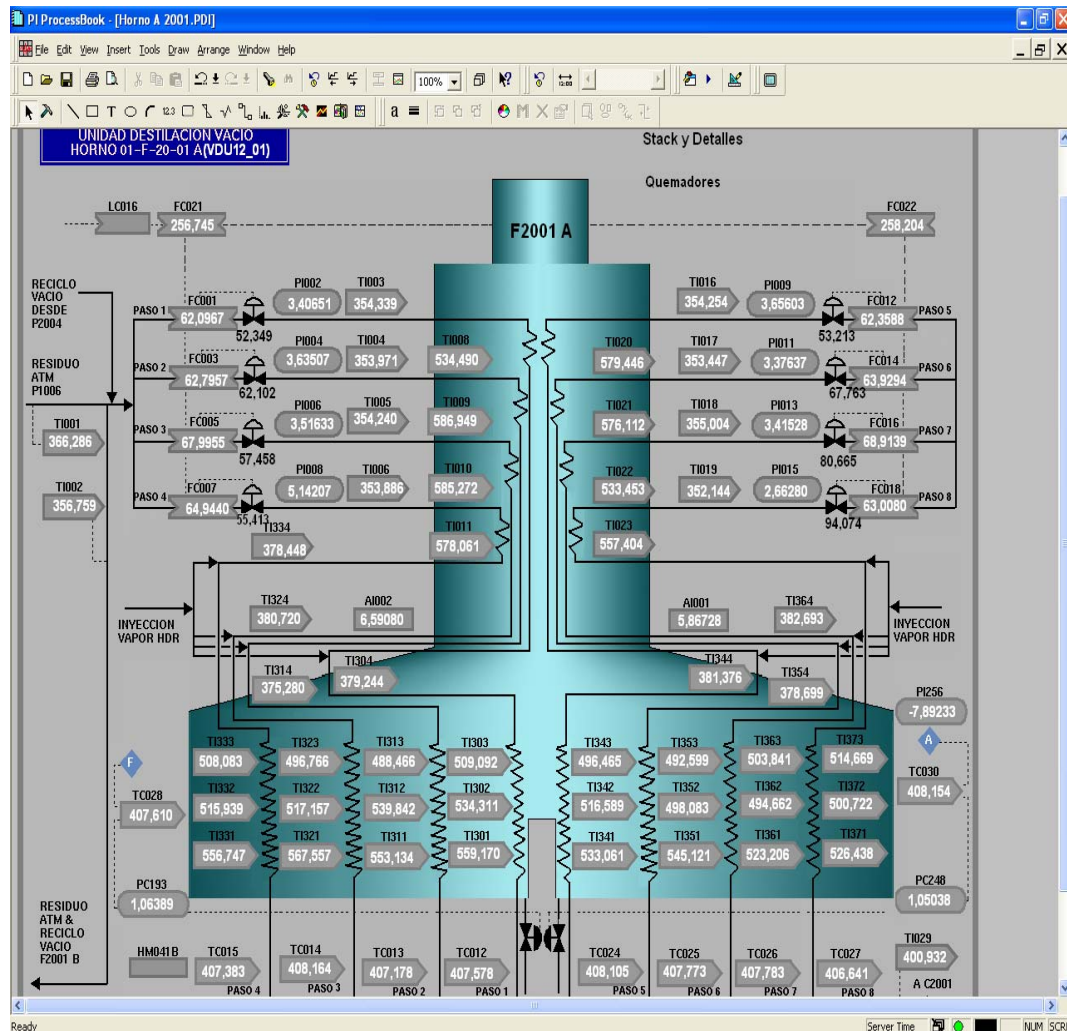 PI ProcessBook - [Horno A 2001.PDI]
File Edit View Insert Tools Draw Arrange Window Help
100%
UNIDAD DESTILACION VACIO
HORNO 01-F-20-01 A(VDU12_01)
Stack y Detalles
Quemadores
LC016 FC021 FC022
256,745 F2001 A 258,204
RECICLO
VACIO
DESDE
P2004
PASO 1 FC001 PI002 TI003 TI016 PI009 FC012 PASO 5
62,0967 3,40651 354,339 354,254 3,65603 62,3588
52,349 53,213
RESIDUO
ATM
P1006
PASO 2 FC003 PI004 TI004 TI008 TI020 TI017 PI011 FC014 PASO 6
62,7957 3,63507 353,971 534,490 579,446 353,447 3,37637 63,9294
62,102 67,763
TI001
366,286
PASO 3 FC005 PI006 TI005 TI009 TI021 TI018 PI013 FC016 PASO 7
67,9955 3,51633 354,240 586,949 576,112 355,004 3,41528 68,9139
57,458 80,665
TI002
356,759
PASO 4 FC007 PI008 TI006 TI010 TI022 TI019 PI015 FC018 PASO 8
64,9440 5,14207 353,886 585,272 533,453 352,144 2,66280 63,0080
55,413 94,074
TI334 TI011 TI023
378,448 578,061 557,404
TI324 AI002 AI001 TI364
380,720 6,59080 5,86728 382,693
INYECCION
VAPOR HDR
INYECCION
VAPOR HDR
TI314 TI304 TI344 TI354
375,280 379,244 381,376 378,699
PI256
-7,89233
TI333 TI323 TI313 TI303 TI343 TI353 TI363 TI373
508,083 496,766 488,466 509,092 496,465 492,599 503,841 514,669
F A
TC028 TC030
407,610 408,154
TI332 TI322 TI312 TI302 TI342 TI352 TI362 TI372
515,939 517,157 539,842 534,311 516,589 498,083 494,662 500,722
TI331 TI321 TI311 TI301 TI341 TI351 TI361 TI371
556,747 567,557 553,134 559,170 533,061 545,121 523,206 526,438
PC193 PC248
1,06389 1,05038
RESIDUO
ATM &
RECICLO
VACIO
F2001 B
HM041B TC015 TC014 TC013 TC012 TC024 TC025 TC026 TC027 TI029
407,383 408,164 407,178 407,578 408,105 407,773 407,783 406,641 400,932
PASO 4 PASO 3 PASO 2 PASO 1 PASO 5 PASO 6 PASO 7 PASO 8 A C2001
Ready Server Time NUM SCR